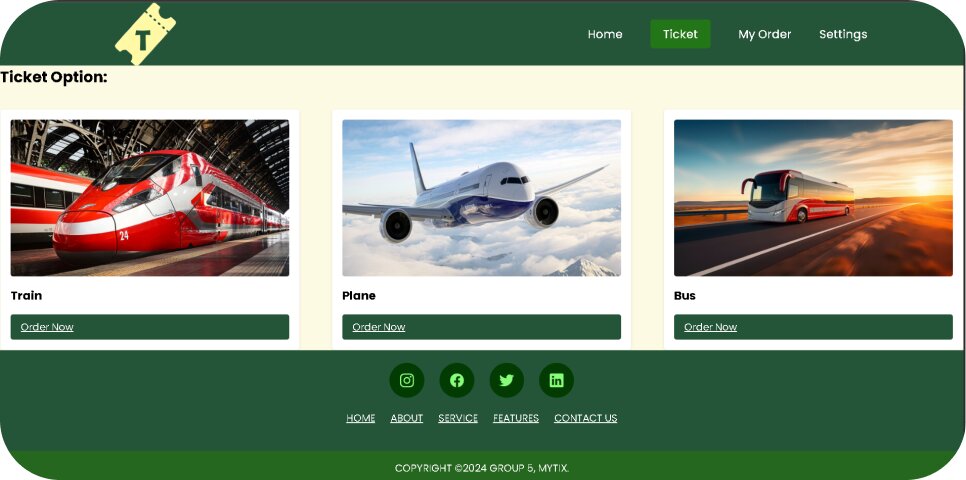 T
Home Ticket My Order Settings
Ticket Option:
24
Train Plane Bus
Order Now Order Now Order Now
HOME ABOUT SERVICE FEATURES CONTACT US
COPYRIGHT ©2024 GROUP 5, MYTIX.